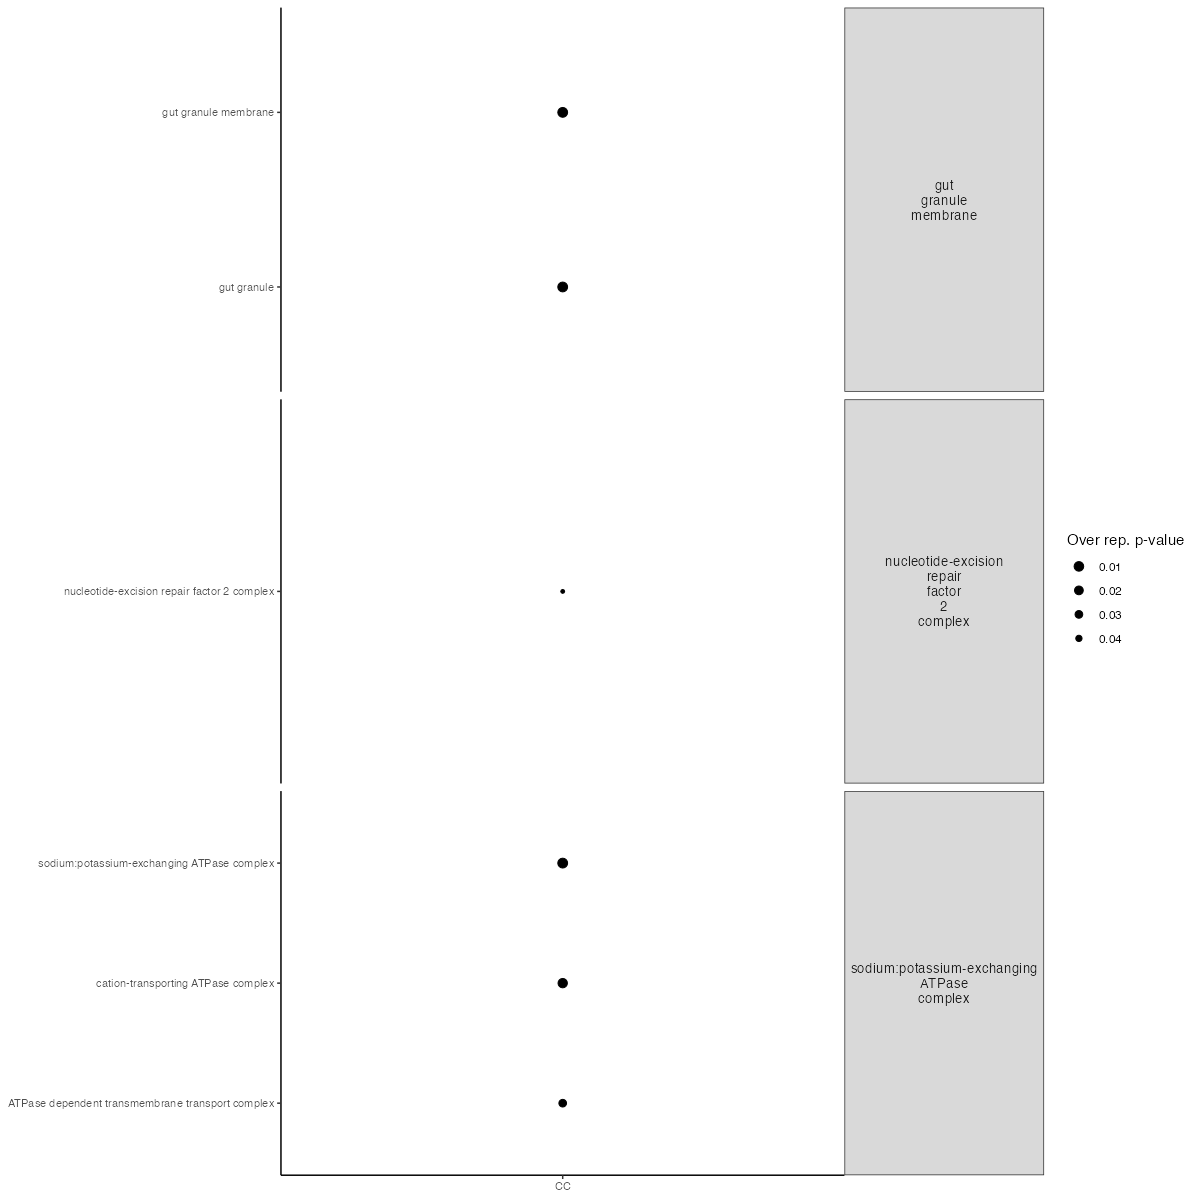 gut granule membrane
gut granule
gut
granule
membrane
nucleotide-excision repair factor 2 complex
nucleotide-excision
repair
factor
2
complex
sodium:potassium-exchanging ATPase complex
cation-transporting ATPase complex
ATPase dependent transmembrane transport complex
sodium:potassium-exchanging
ATPase
complex
CC
Over rep. p-value
0.01
0.02
0.03
0.04